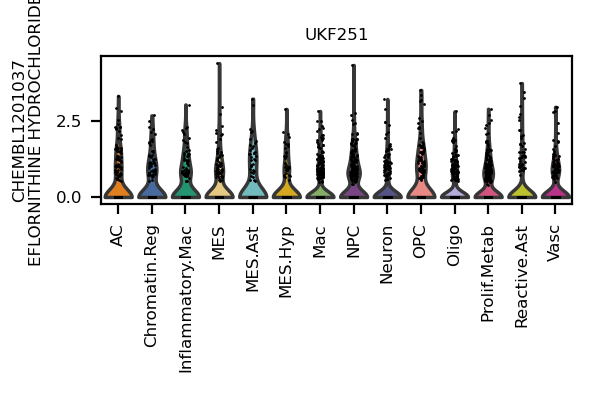 UKF251
CHEMBL1201037
EFLORNITHINE HYDROCHLORIDE
2.5
0.0
AC
Chromatin.Reg
Inflammatory.Mac
MES
MES.Ast
MES.Hyp
Mac
NPC
Neuron
OPC
Oligo
Prolif.Metab
Reactive.Ast
Vasc